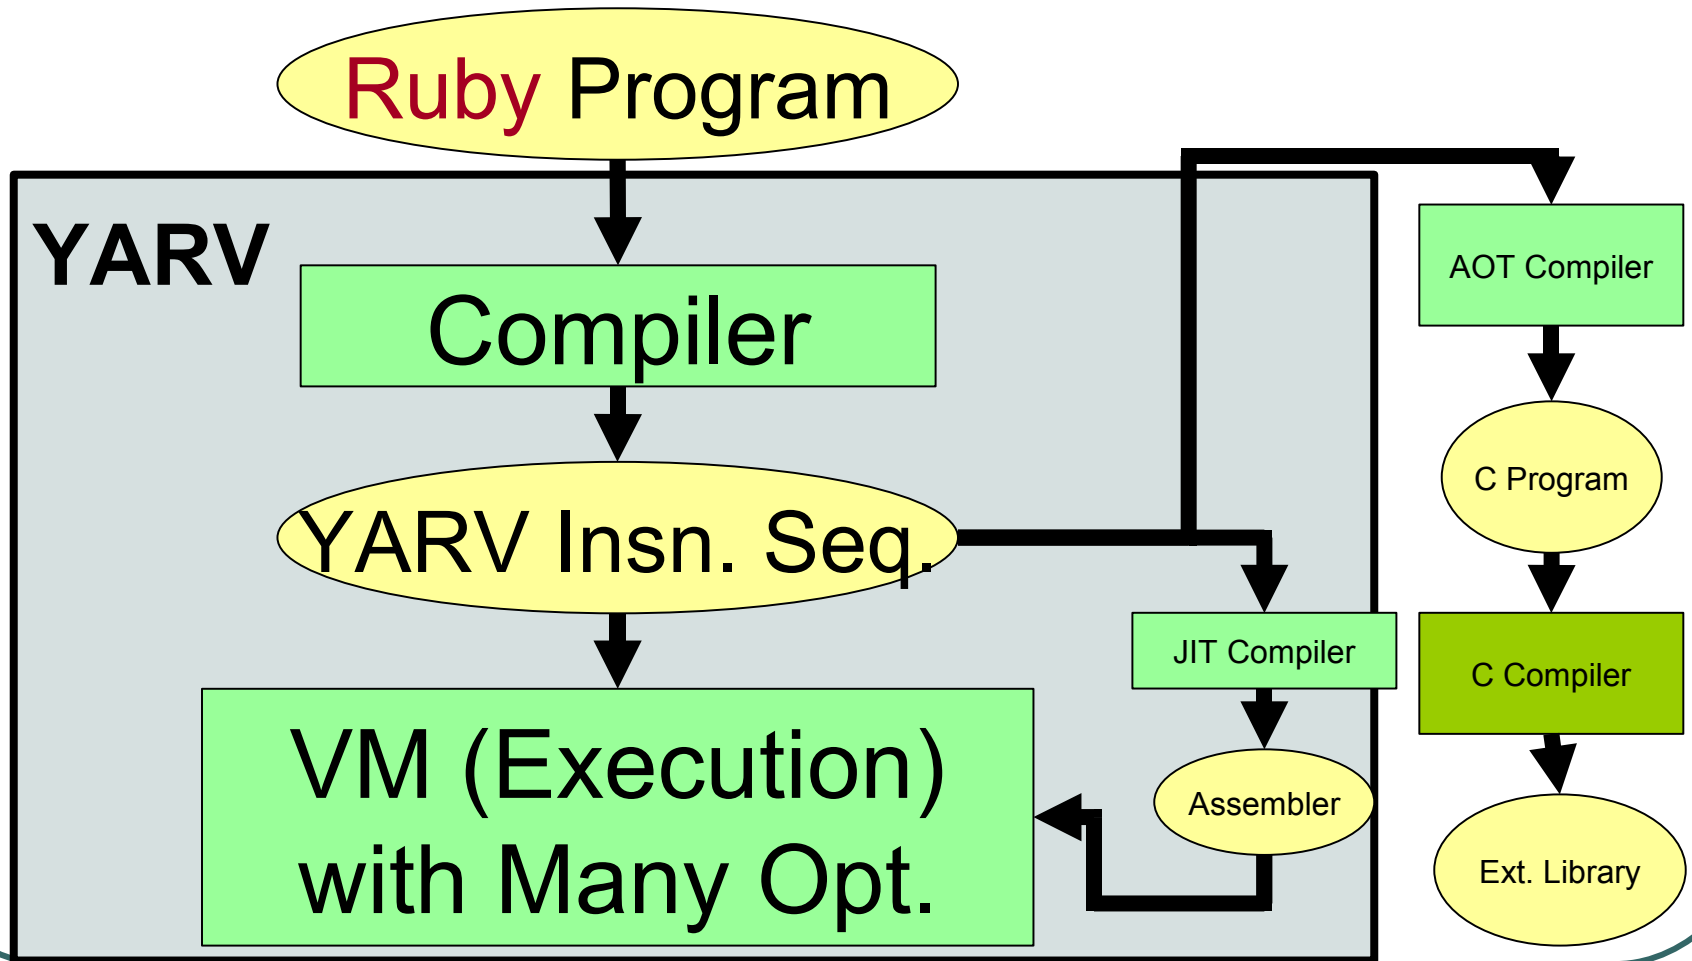 Ruby Program
YARV
Compiler
YARV Insn. Seq.
VM (Execution)
with Many Opt.
JIT Compiler
Assembler
AOT Compiler
C Program
C Compiler
Ext. Library